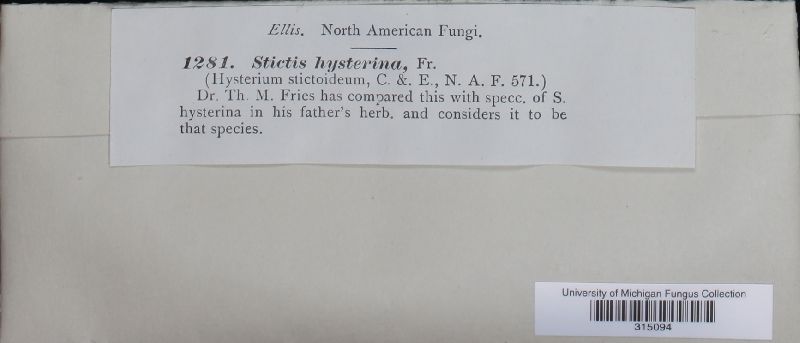 Ellis. North American Fungi.
1281. Stictis hysterina, Fr.
(Hysterium stictoideum, C. &. E., N. A. F. 571.)
Dr. Th. M. Fries has compared this with specc. of S.
hysterina in his father's herb. and considers it to be
that species.
University of Michigan Fungus Collection
315094